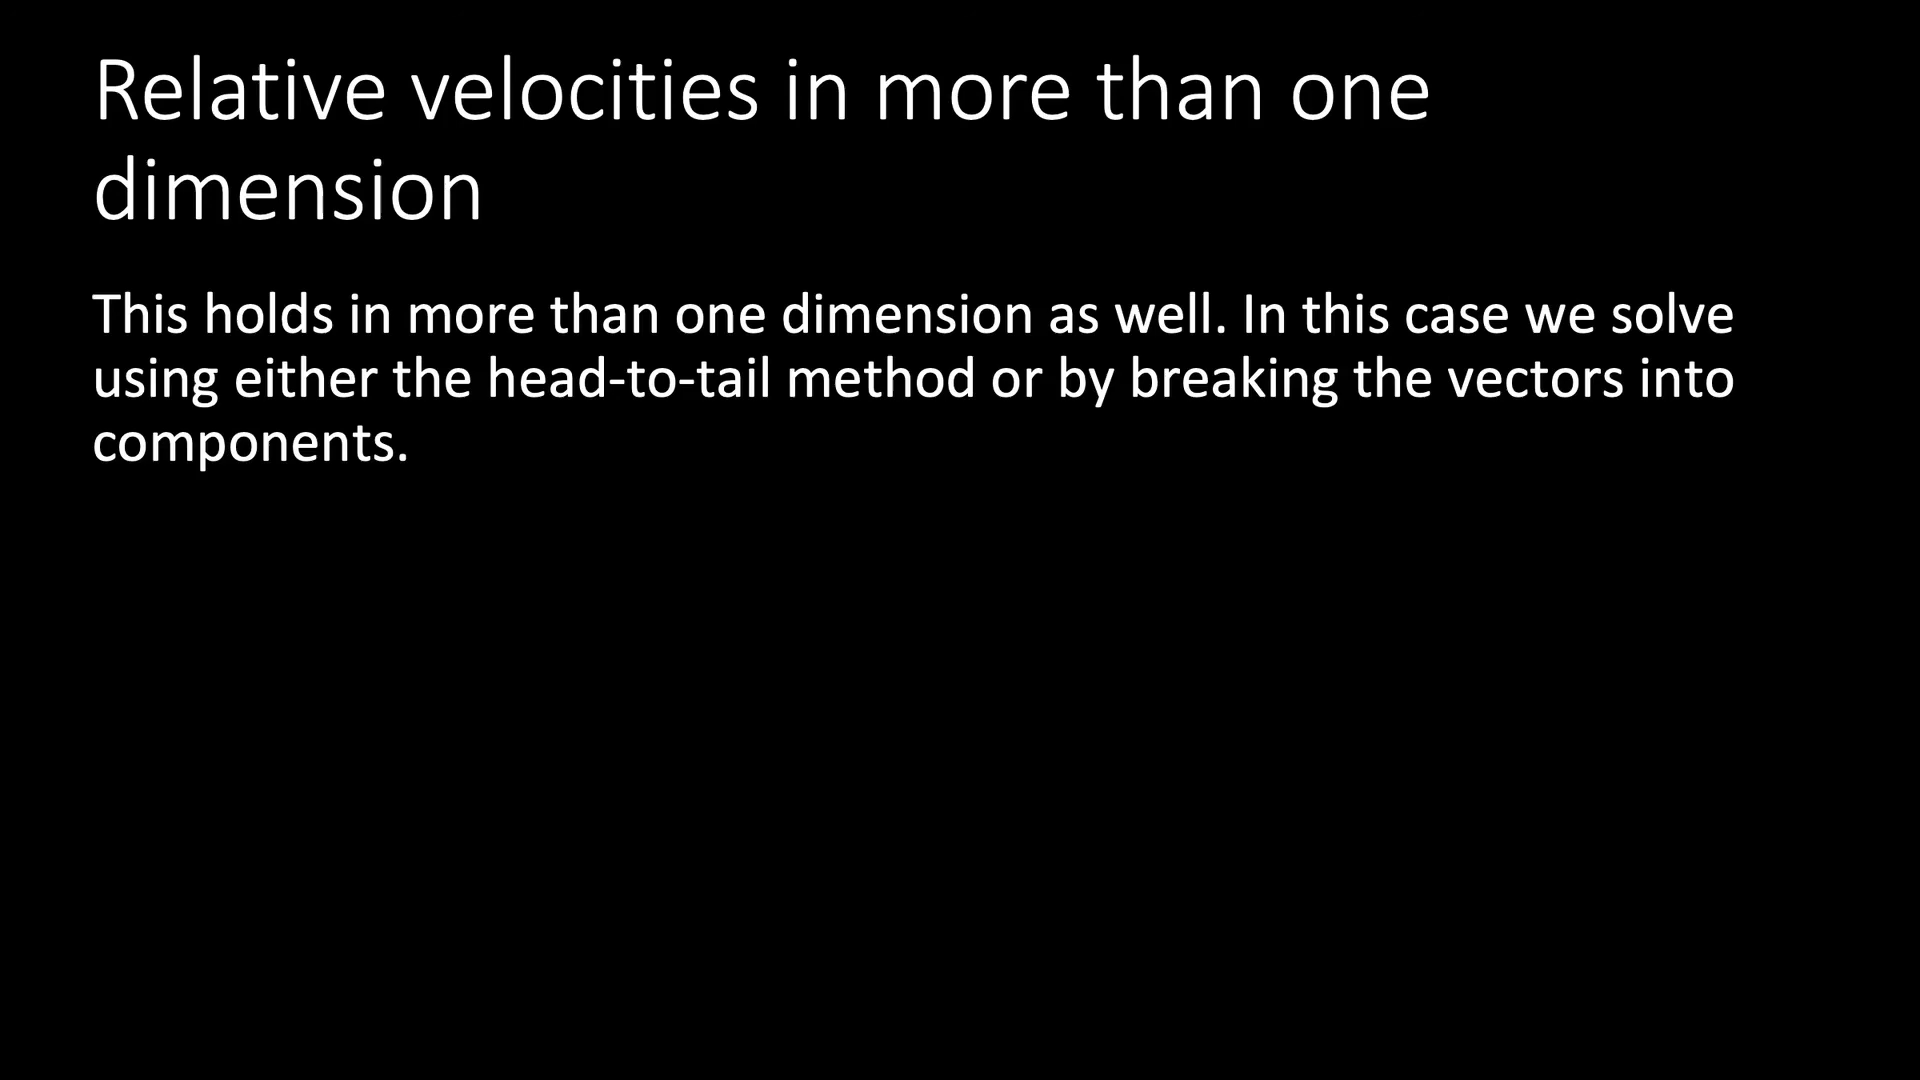 Relative velocities in more than one
dimension
This holds in more than one dimension as well. In this case we solve
using either the head-to-tail method or by breaking the vectors into
components.